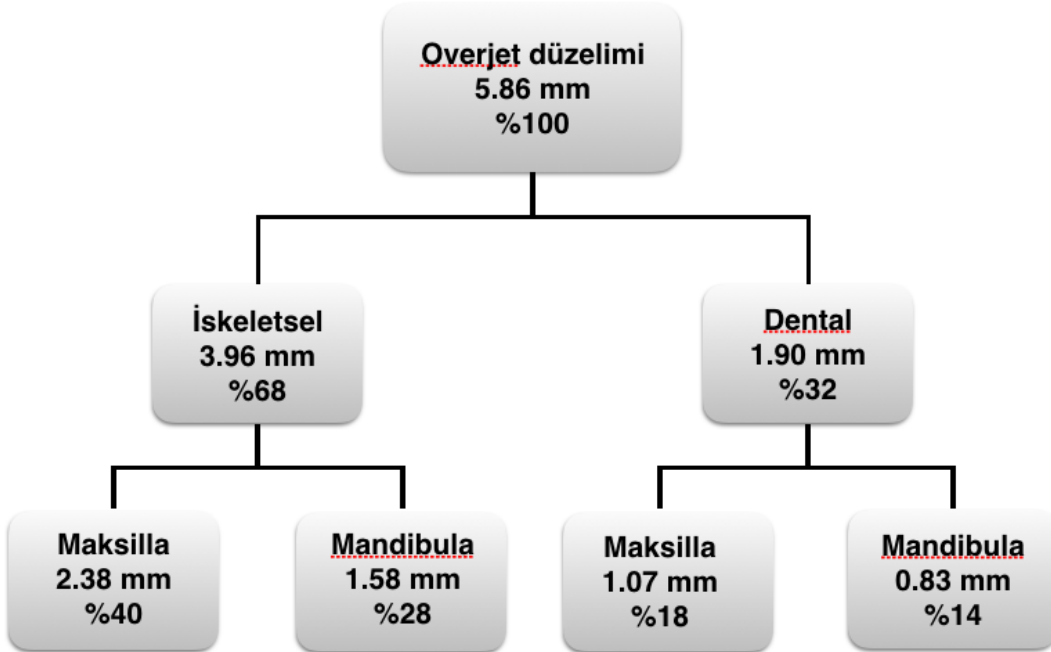 Overjet düzelimi
5.86 mm
%100
İskeletsel
3.96 mm
%68
Dental
1.90 mm
%32
Maksilla
2.38 mm
%40
Mandibula
1.58 mm
%28
Maksilla
1.07 mm
%18
Mandibula
0.83 mm
%14